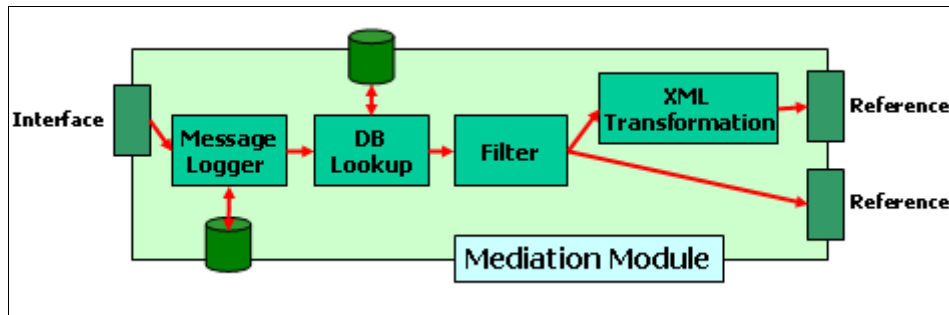 Interface
Message
Logger
DB
Lookup
Filter
XML
Transformation
Reference
Reference
Mediation Module